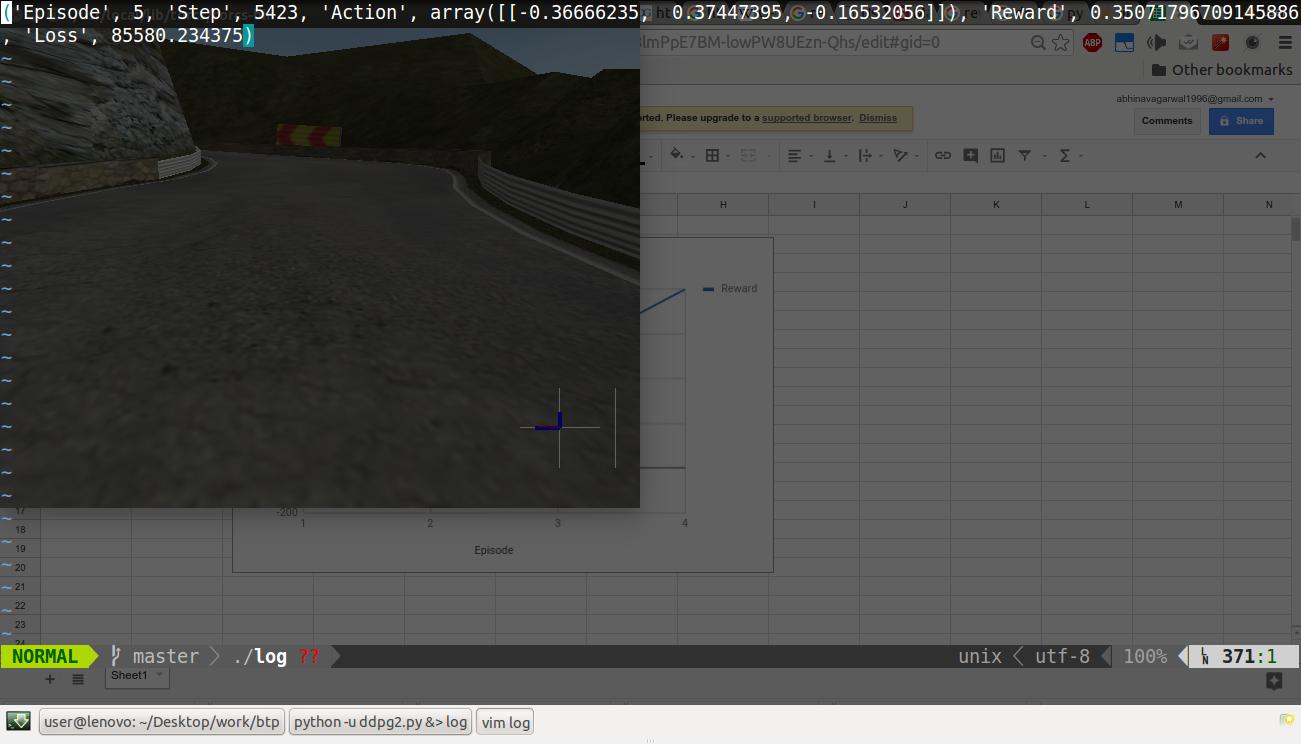 ('Episode', 5, 'Step', 5423, 'Action', array([[-0.36666235,  0.37447395, -0.16532056]]), 'Reward', 0.35071796709145886
, 'Loss', 85580.234375)
lmPpE7BM-lowPW8UEzn-Qhs/edit#gid=0
ABP
Other bookmarks
abhinavagarwal1996@gmail.com
rted. Please upgrade to a supported browser. Dismiss
Comments
Share
H I J K L M N
Reward
-200
1 2 3 4
Episode
17
18
19
20
21
22
23
24
NORMAL master ./log ?? unix utf-8 100% LN 371:1
+ Sheet1
user@lenovo: ~/Desktop/work/btp python -u ddpg2.py &> log vim log